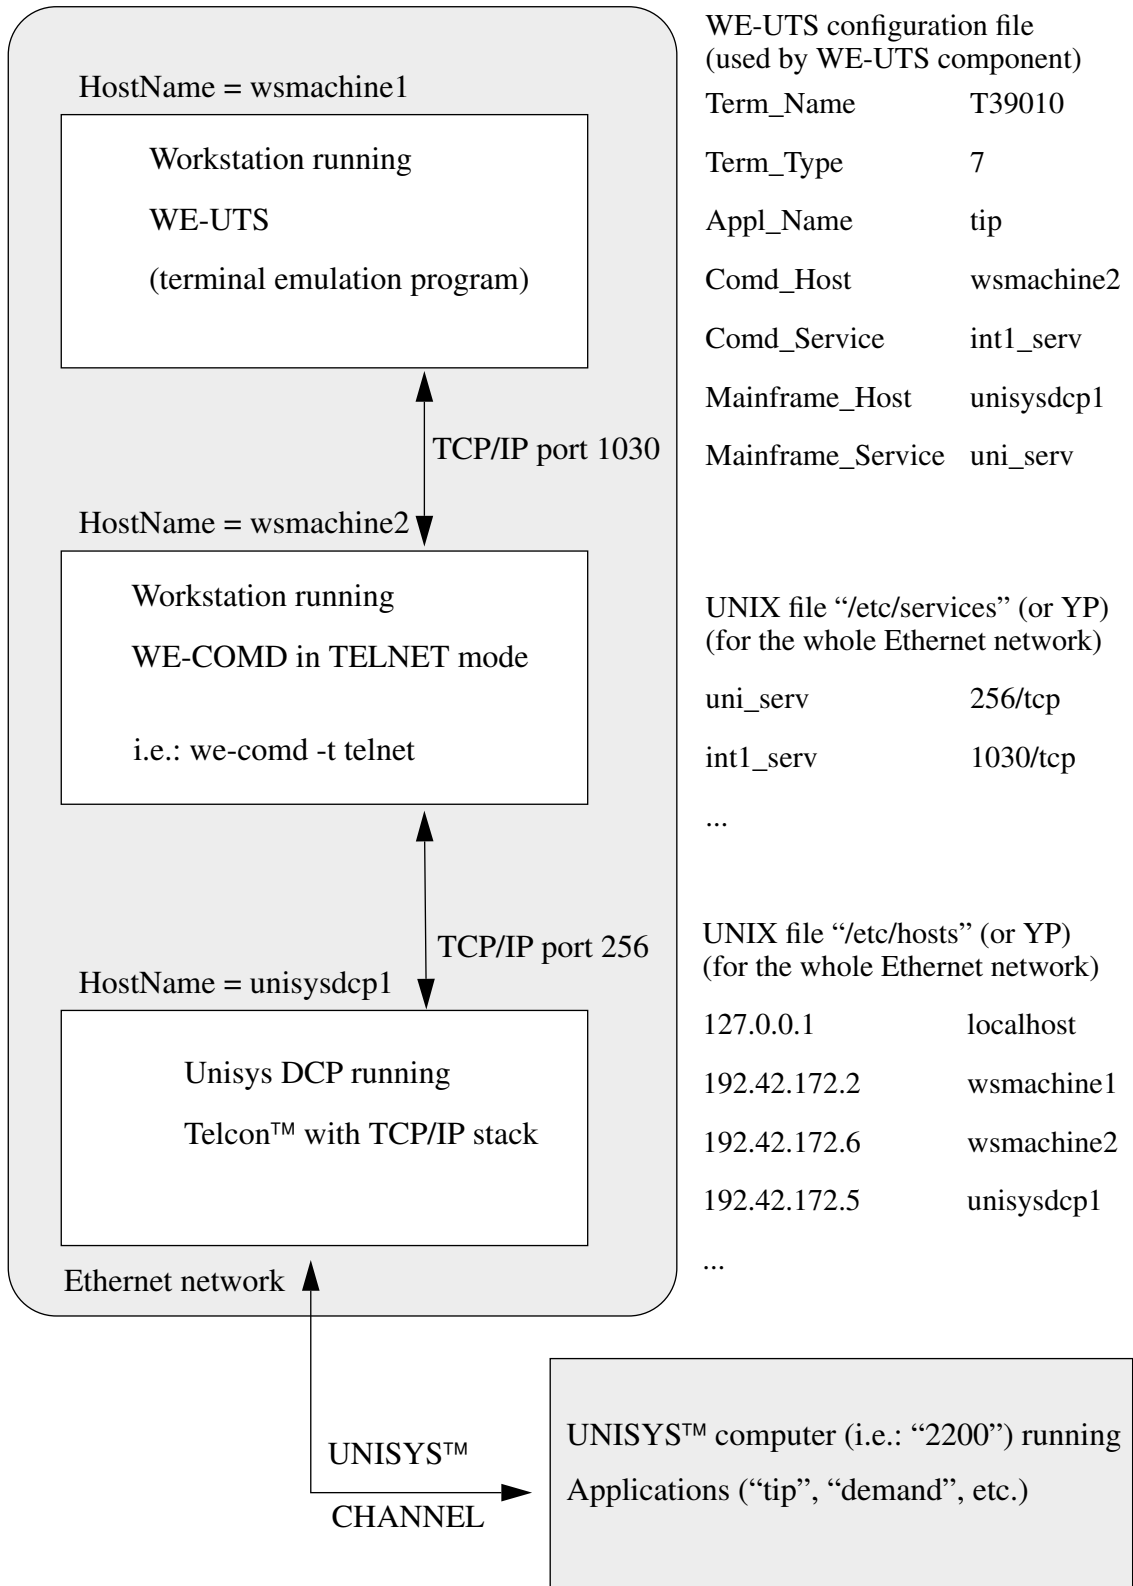 HostName = wsmachine1
Workstation running
WE-UTS
(terminal emulation program)
TCP/IP port 1030
HostName = wsmachine2
Workstation running
WE-COMD in TELNET mode
i.e.: we-comd -t telnet
TCP/IP port 256
HostName = unisysdcp1
Unisys DCP running
Telcon™ with TCP/IP stack
Ethernet network
UNISYS™
CHANNEL
UNISYS™ computer (i.e.: “2200”) running
Applications (“tip”, “demand”, etc.)
WE-UTS configuration file
(used by WE-UTS component)
Term_Name T39010
Term_Type 7
Appl_Name tip
Comd_Host wsmachine2
Comd_Service int1_serv
Mainframe_Host unisysdcp1
Mainframe_Service uni_serv
UNIX file “/etc/services” (or YP)
(for the whole Ethernet network)
uni_serv 256/tcp
int1_serv 1030/tcp
...
UNIX file “/etc/hosts” (or YP)
(for the whole Ethernet network)
127.0.0.1 localhost
192.42.172.2 wsmachine1
192.42.172.6 wsmachine2
192.42.172.5 unisysdcp1
...